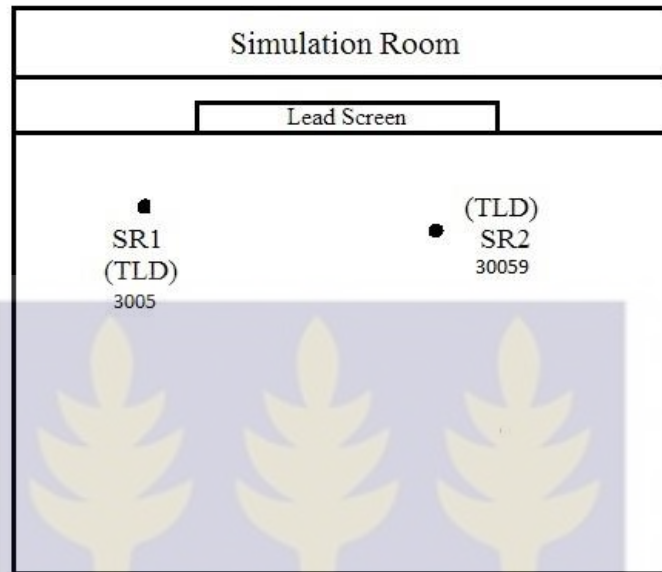 Simulation Room
Lead Screen
SR1
(TLD)
3005
(TLD)
SR2
30059